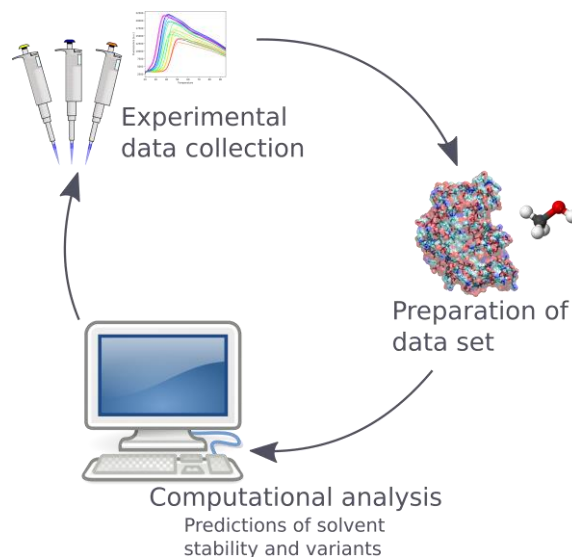 Experimental
data collection
Preparation of
data set
Computational analysis
Predictions of solvent
stability and variants